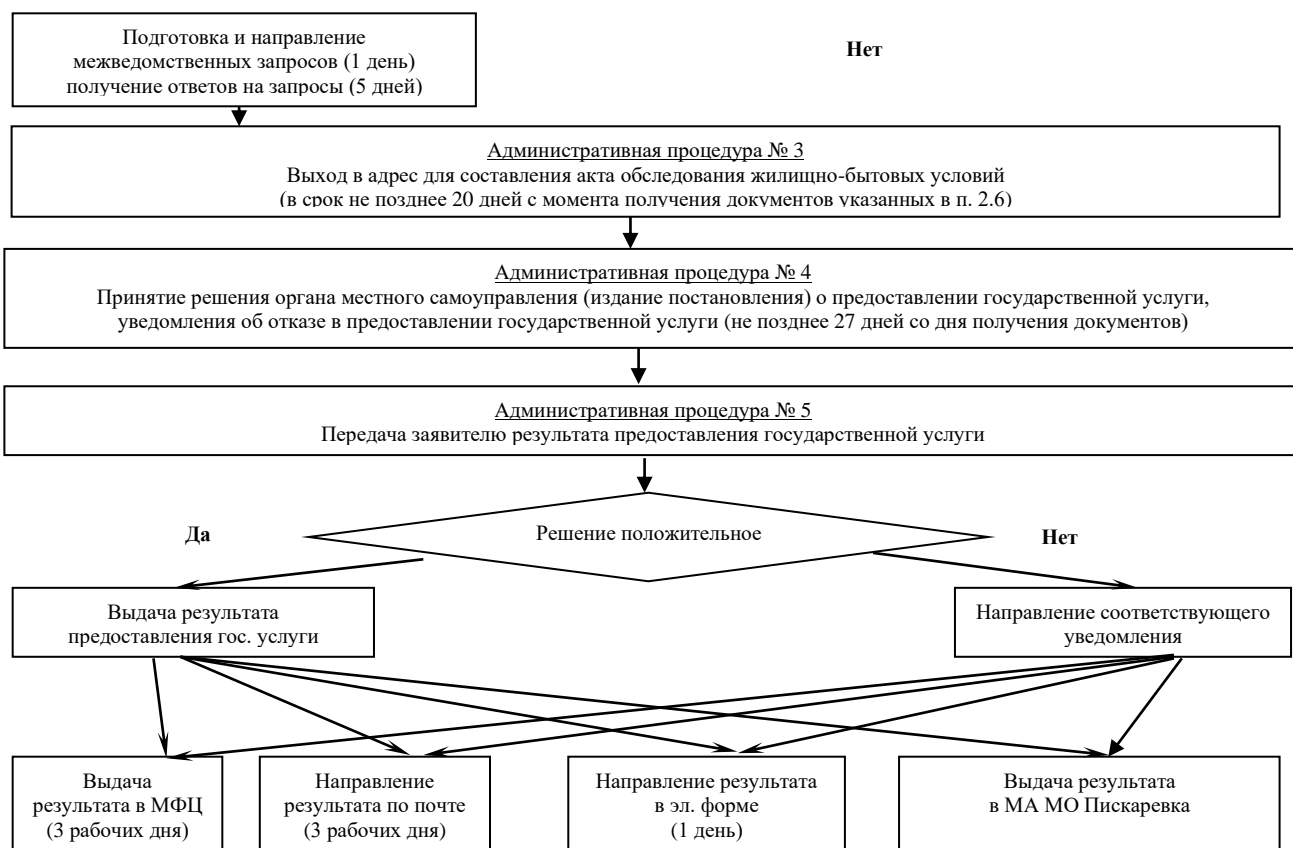 Подготовка и направление
межведомственных запросов (1 день)
получение ответов на запросы (5 дней)
Нет
Административная процедура № 3
Выход в адрес для составления акта обследования жилищно-бытовых условий
(в срок не позднее 20 дней с момента получения документов указанных в п. 2.6)
Административная процедура № 4
Принятие решения органа местного самоуправления (издание постановления) о предоставлении государственной услуги,
уведомления об отказе в предоставлении государственной услуги (не позднее 27 дней со дня получения документов)
Административная процедура № 5
Передача заявителю результата предоставления государственной услуги
Да
Решение положительное
Нет
Выдача результата
предоставления гос. услуги
Направление соответствующего
уведомления
Выдача
результата в МФЦ
(3 рабочих дня)
Направление
результата по почте
(3 рабочих дня)
Направление результата
в эл. форме
(1 день)
Выдача результата
в МА МО Пискаревка